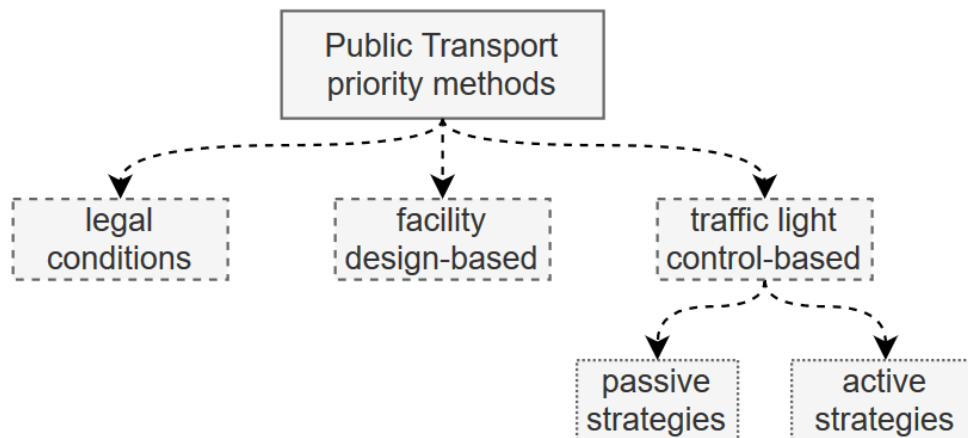 Public Transport
priority methods
legal
conditions
facility
design-based
traffic light
control-based
passive
strategies
active
strategies